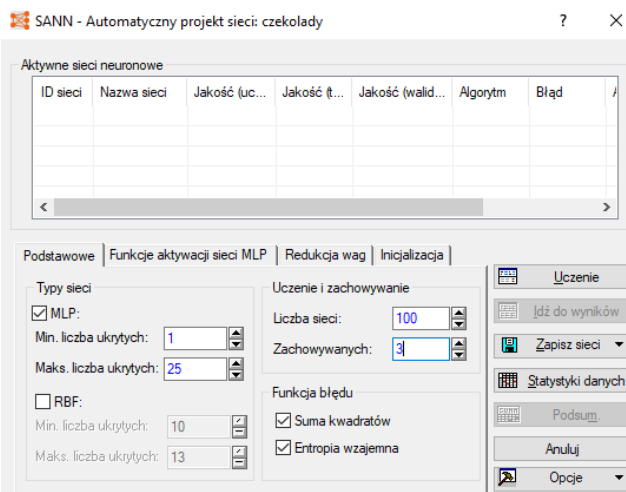 SANN - Automatyczny projekt sieci: czekolady ? ×
Aktywne sieci neuronowe
ID sieci Nazwa sieci Jakość (uc... Jakość (t... Jakość (walid... Algorytm Błąd
Podstawowe Funkcje aktywacji sieci MLP Redukcja wag Inicjalizacja
Typy sieci
MLP:
Min. liczba ukrytych: 1
Maks. liczba ukrytych: 25
RBF:
Min. liczba ukrytych: 10
Maks. liczba ukrytych: 13
Uczenie i zachowywanie
Liczba sieci: 100
Zachowywanych: 3
Funkcja błędu
Suma kwadratów
Entropia wzajemna
Uczenie
Idź do wyników
Zapisz sieci
Statystyki danych
Podsum.
Anuluj
Opcje